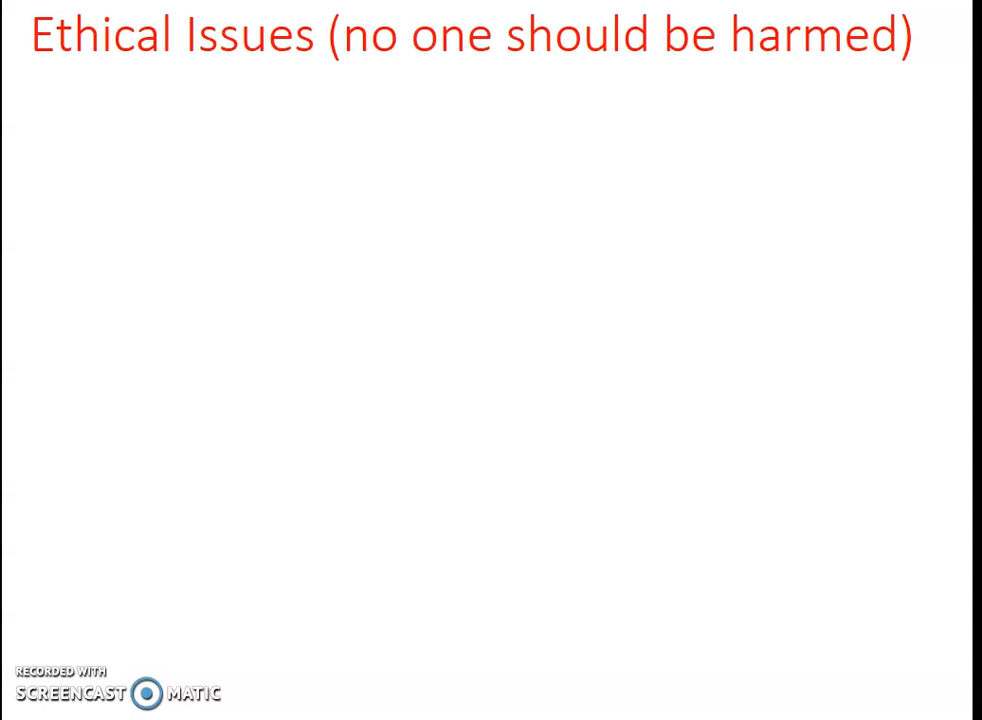 Ethical Issues (no one should be harmed)
RECORDED WITH
SCREENCAST MATIC